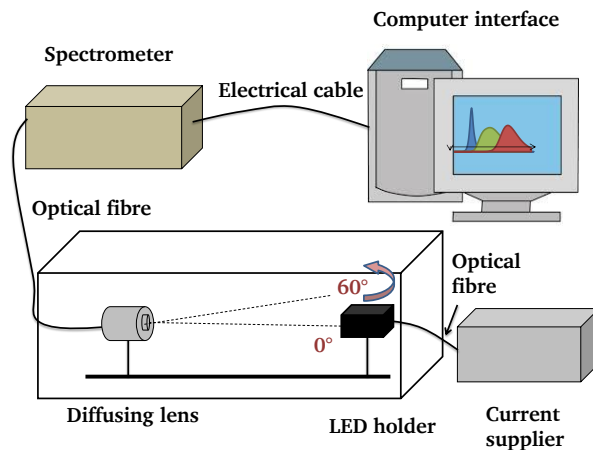 Computer interface
Spectrometer
Electrical cable
Optical fibre
Optical
fibre
60°
0°
Diffusing lens
LED holder
Current
supplier